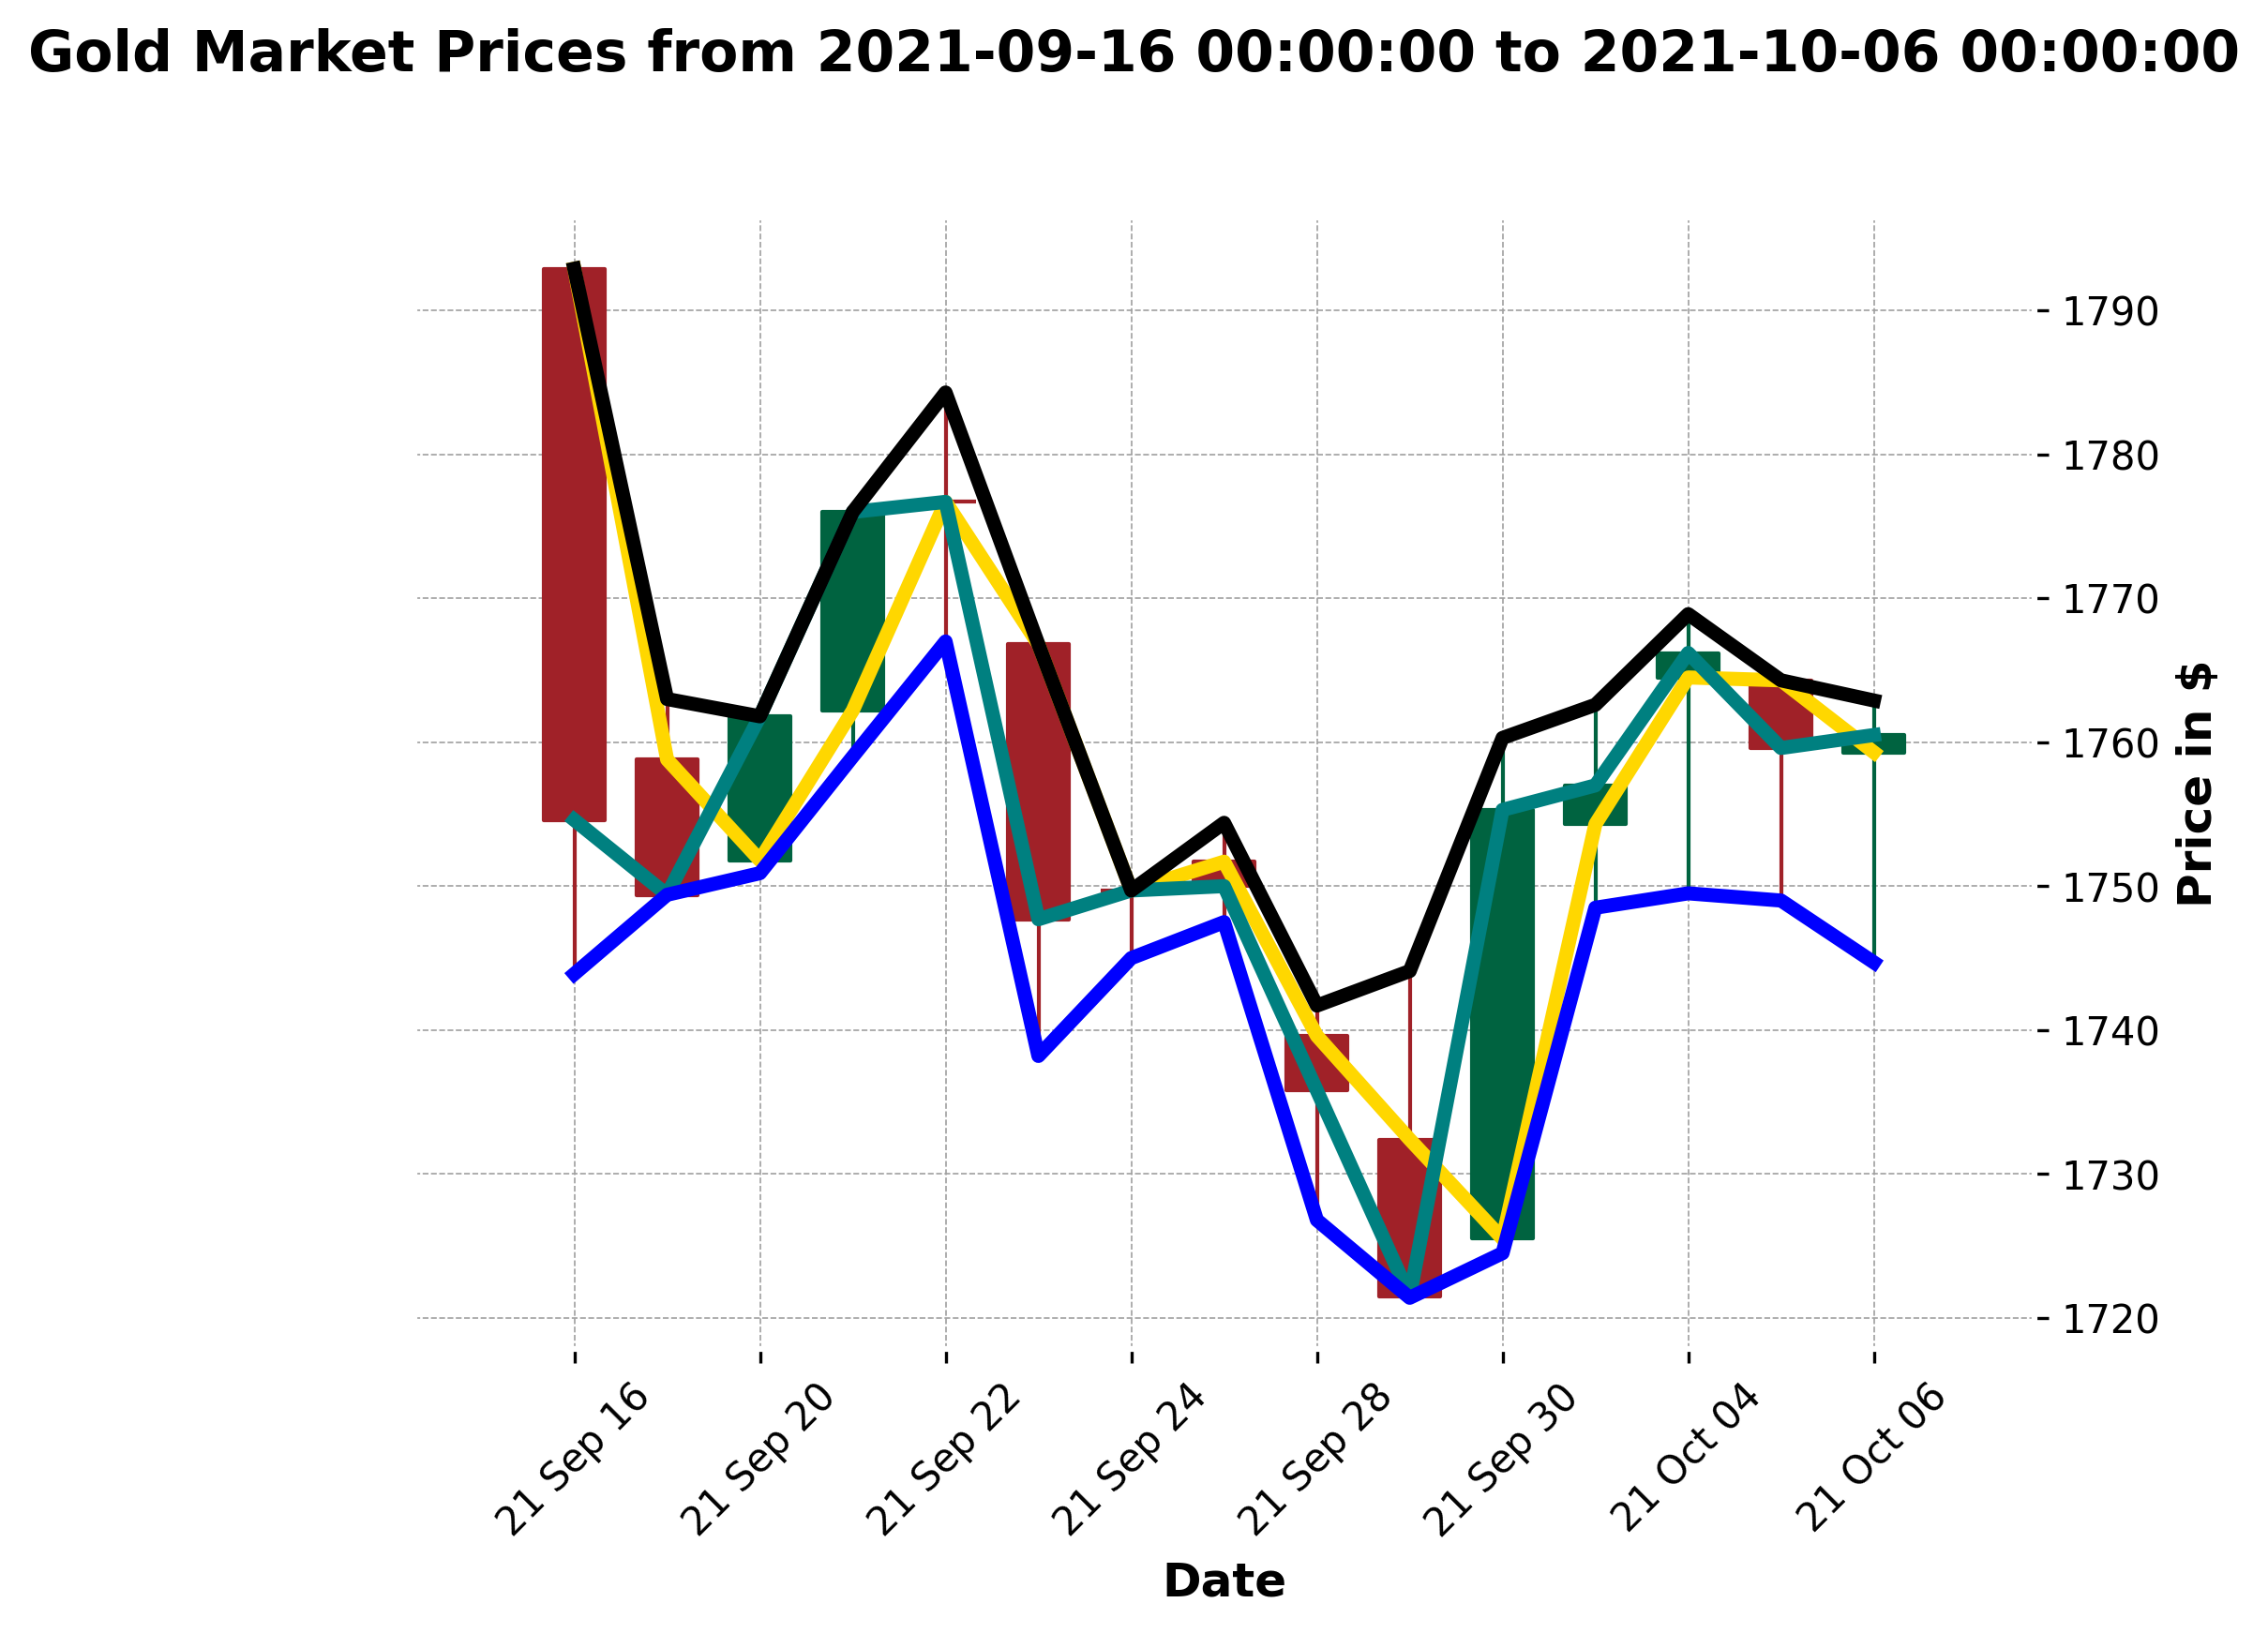 Gold Market Prices from 2021-09-16 00:00:00 to 2021-10-06 00:00:00
1790
1780
1770
1760
1750
1740
1730
1720
Price in $
21 Sep 16
21 Sep 20
21 Sep 22
21 Sep 24
21 Sep 28
21 Sep 30
21 Oct 04
21 Oct 06
Date